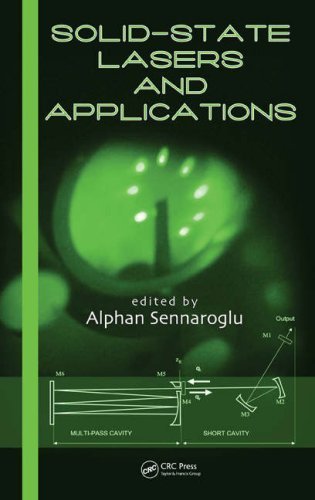 SOLID-STATE
LASERS
AND
APPLICATIONS
edited by
Alphan Sennaroglu
Output
M1
M6
M5
M4
M2
M3
MULTI-PASS CAVITY
SHORT CAVITY
CRC
CRC Press
Taylor & Francis Group